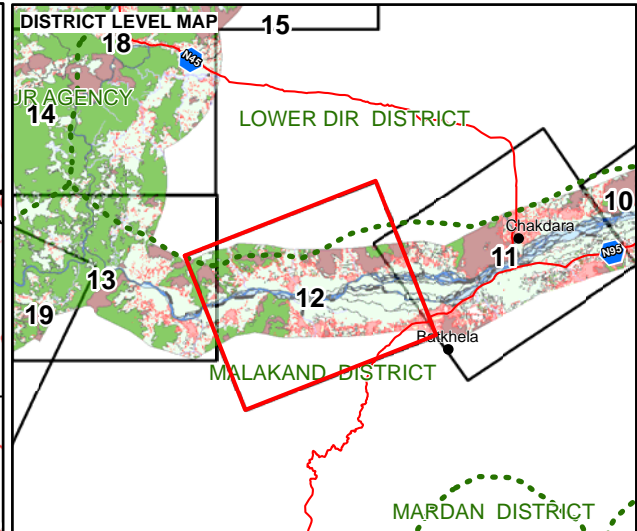 DISTRICT LEVEL MAP
15
18
N45
UR AGENCY
14
LOWER DIR DISTRICT
10
Chakdara
11
N95
13
12
19
Batkhela
MALAKAND DISTRICT
MARDAN DISTRICT